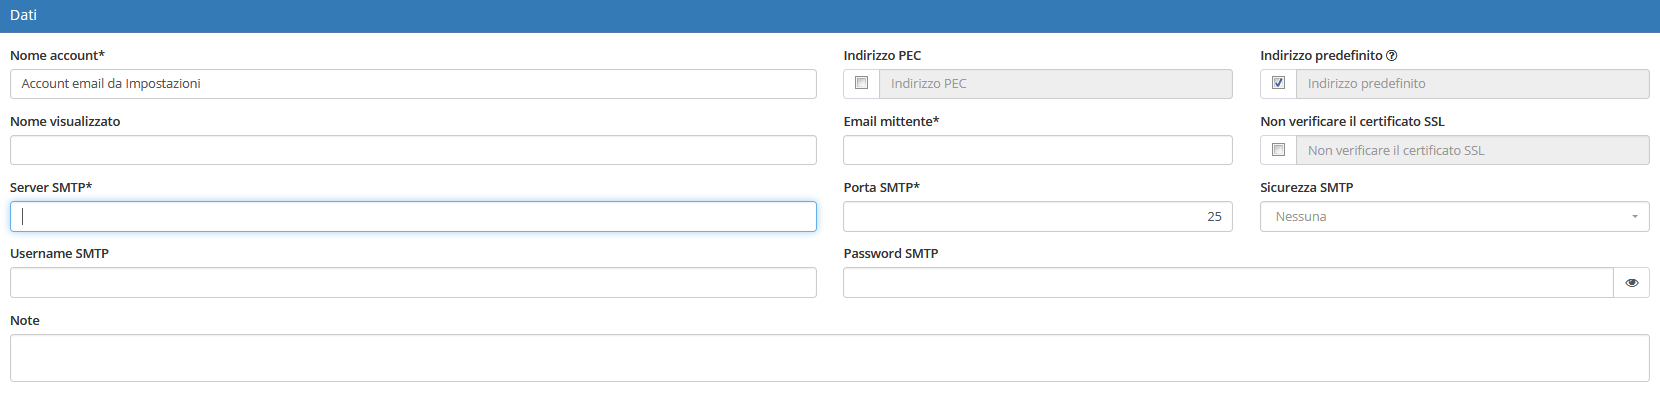 Dati
Nome account* Indirizzo PEC Indirizzo predefinito
Account email da Impostazioni Indirizzo PEC Indirizzo predefinito
Nome visualizzato Email mittente* Non verificare il certificato SSL
Non verificare il certificato SSL
Server SMTP* Porta SMTP* Sicurezza SMTP
25 Nessuna
Username SMTP Password SMTP
Note